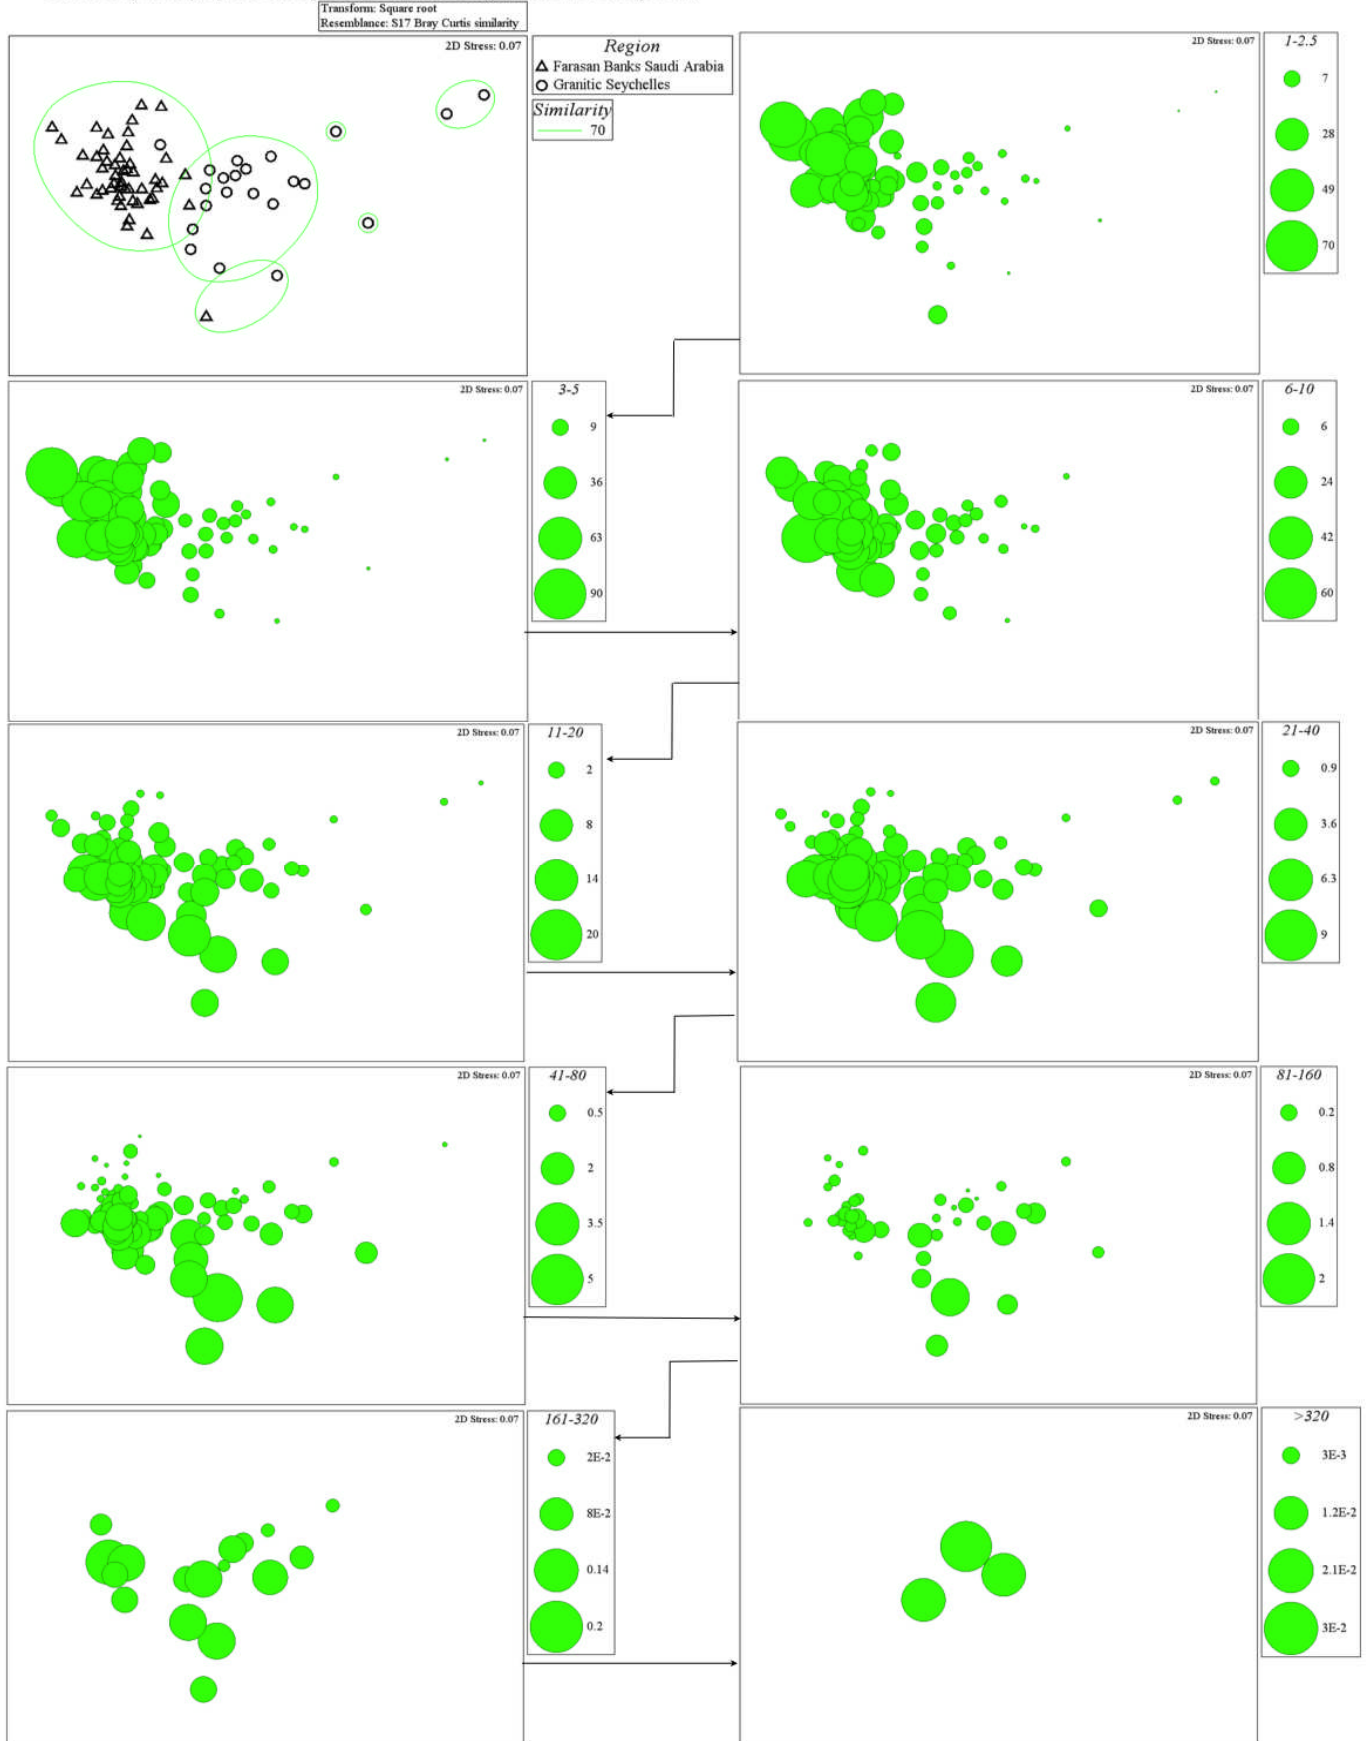 Transform: Square root
Resemblance: S17 Bray Curtis similarity
2D Stress: 0.07
Region
Farasan Banks Saudi Arabia
Granitic Seychelles
Similarity
70
2D Stress: 0.07
1-2.5
7
28
49
70
2D Stress: 0.07
3-5
9
36
63
90
2D Stress: 0.07
6-10
6
24
42
60
2D Stress: 0.07
11-20
2
8
14
20
2D Stress: 0.07
21-40
0.9
3.6
6.3
9
2D Stress: 0.07
41-80
0.5
2
3.5
5
2D Stress: 0.07
81-160
0.2
0.8
1.4
2
2D Stress: 0.07
161-320
2E-2
8E-2
0.14
0.2
2D Stress: 0.07
>320
3E-3
1.2E-2
2.1E-2
3E-2